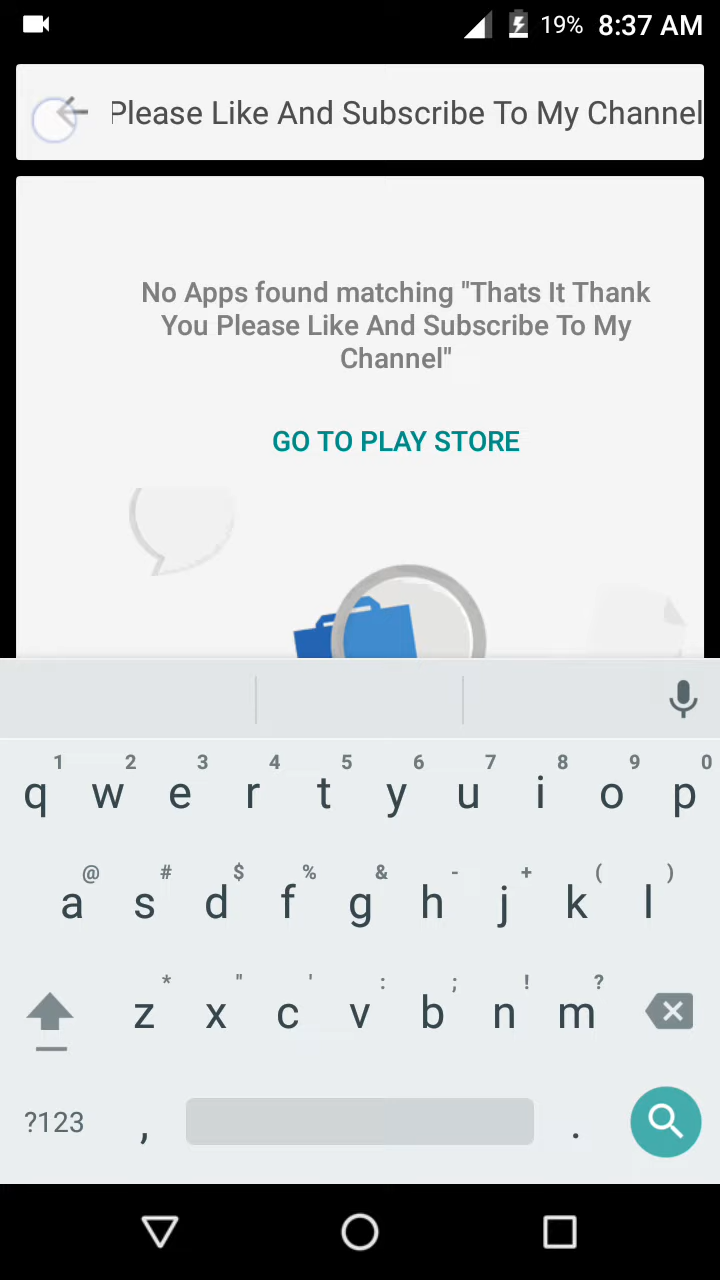 19% 8:37 AM
Please Like And Subscribe To My Channel
No Apps found matching "Thats It Thank
You Please Like And Subscribe To My
Channel"
GO TO PLAY STORE
1 2 3 4 5 6 7 8 9 0
q w e r t y u i o p
@ # $ % & - + ( )
a s d f g h j k l
* " ' : ; ! ?
z x c v b n m
?123 , .